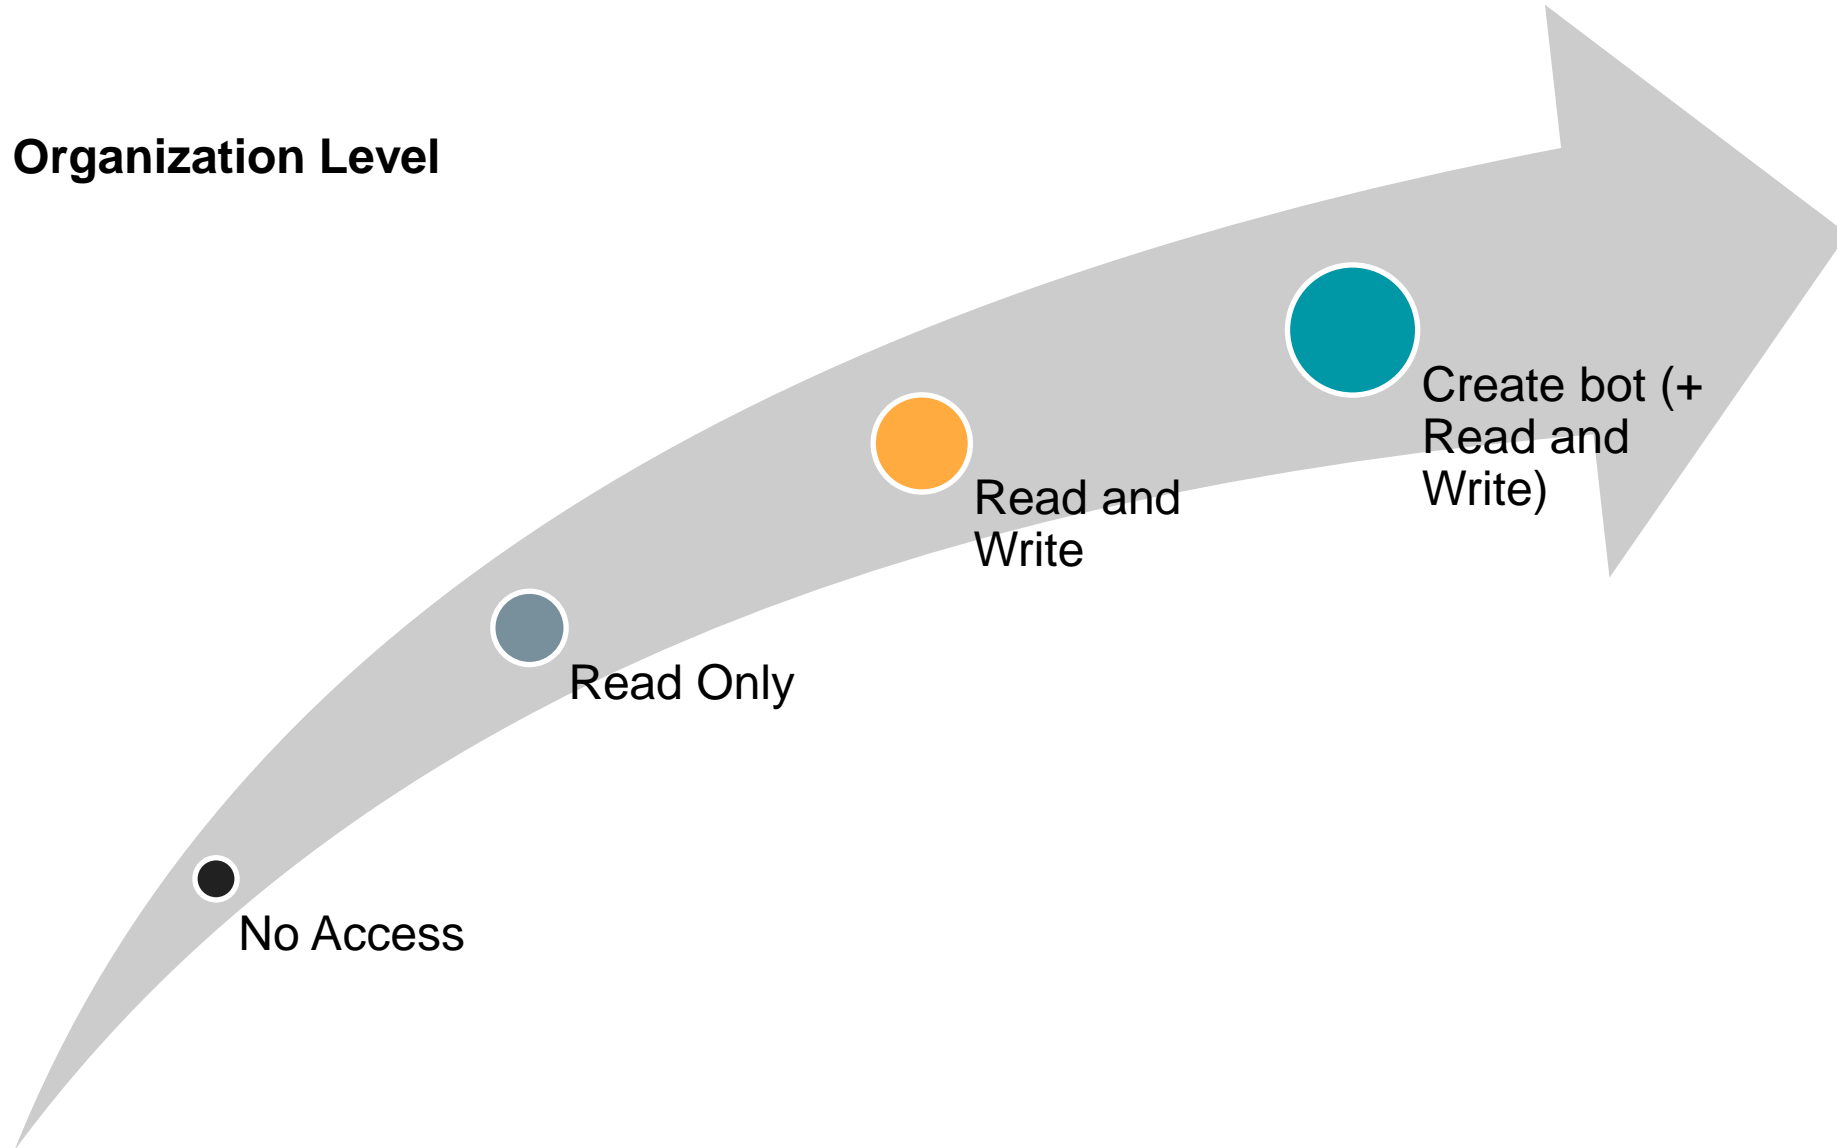 Organization Level
Create bot (+
Read and
Write)
Read and
Write
Read Only
No Access